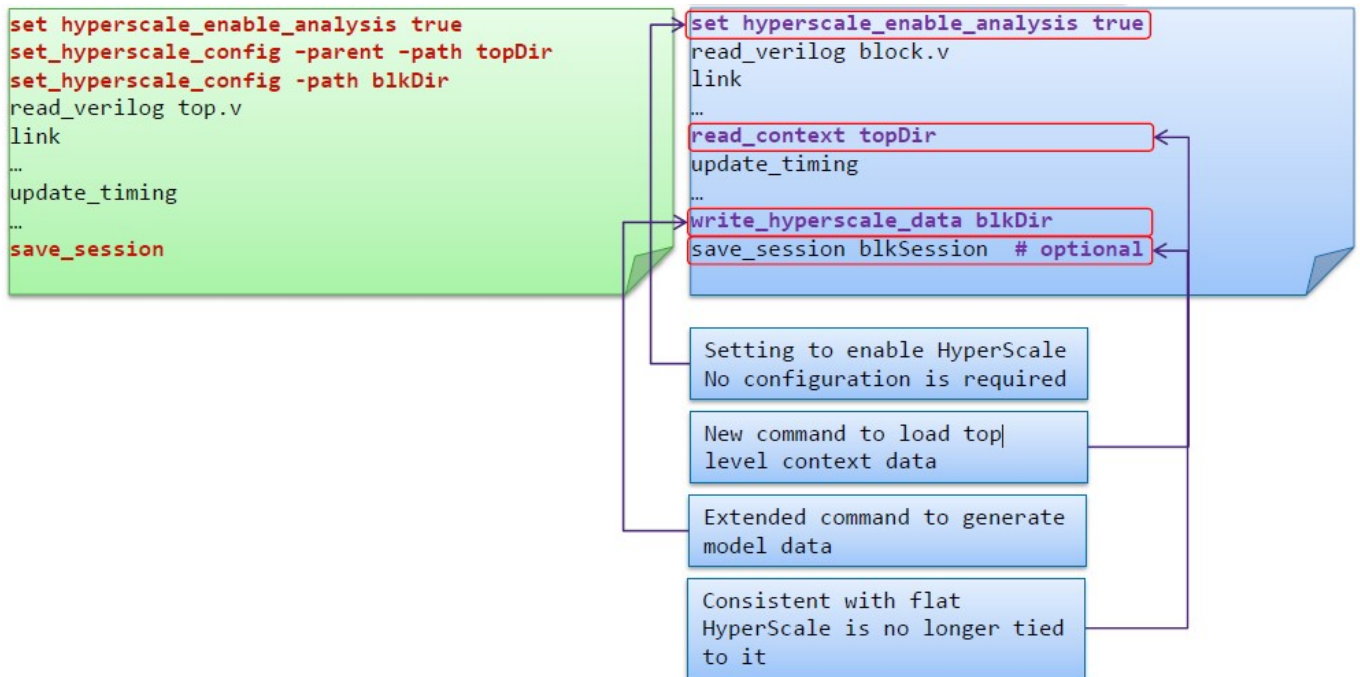 set hyperscale_enable_analysis true
set_hyperscale_config -parent –path topDir
set_hyperscale_config -path blkDir
read_verilog top.v
link
…
update_timing
…
save_session
set hyperscale_enable_analysis true
read_verilog block.v
link
…
read_context topDir
update_timing
…
write_hyperscale_data blkDir
save_session blkSession # optional
Setting to enable HyperScale
No configuration is required
New command to load top
level context data
Extended command to generate
model data
Consistent with flat
HyperScale is no longer tied
to it